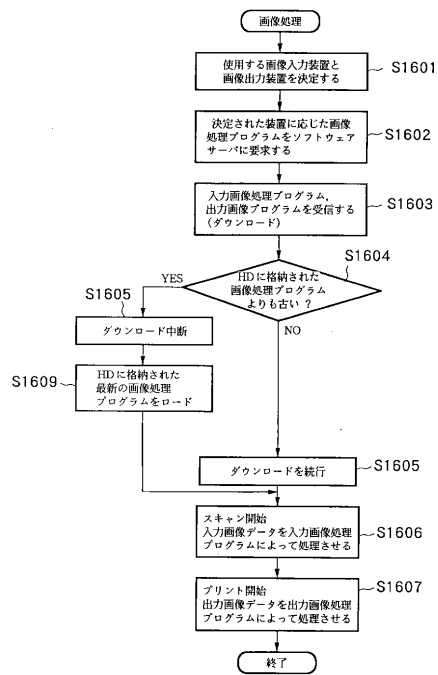 画像処理
使用する画像入力装置と
画像出力装置を決定する
S1601
決定された装置に応じた画像
処理プログラムをソフトウェア
サーバに要求する
S1602
入力画像処理プログラム,
出力画像プログラムを受信する
(ダウンロード)
S1603
S1604
HDに格納された
画像処理プログラム
よりも古い ?
YES
NO
S1605
ダウンロード中断
S1609
HDに格納された
最新の画像処理
プログラムをロード
ダウンロードを続行
S1605
スキャン開始
入力画像データを入力画像処理
プログラムによって処理させる
S1606
プリント開始
出力画像データを出力画像処理
プログラムによって処理させる
S1607
終了